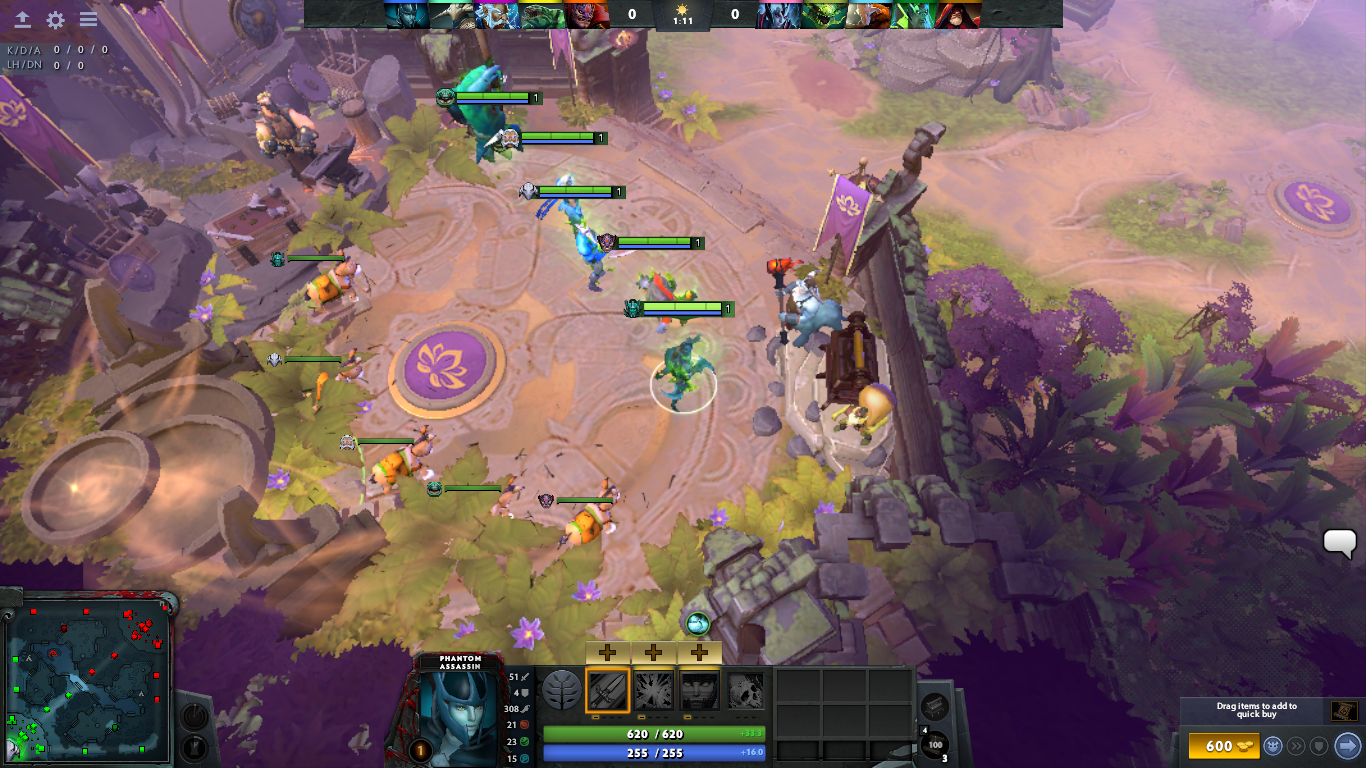 0
1:11
0
K/D/A 0 / 0 / 0
LH/DN 0 / 0
1
1
1
1
1
PHANTOM
ASSASSIN
51
4
308
21
23
15
1
620 / 620
+33.3
255 / 255
+16.0
4
100
3
Drag items to add to
quick buy
600